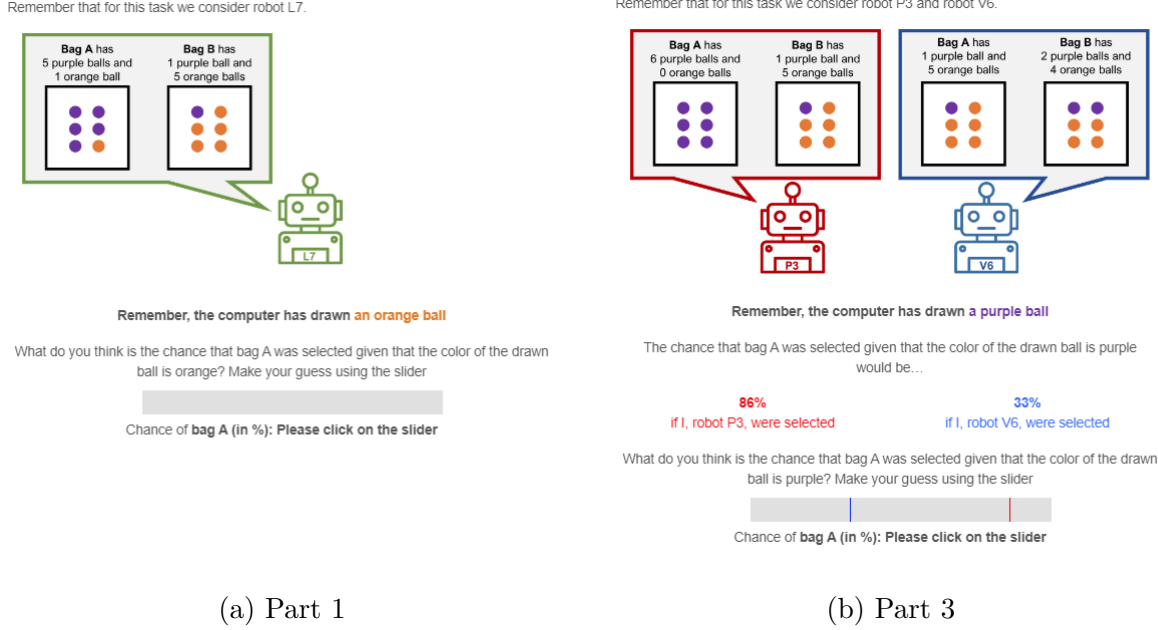 Remember that for this task we consider robot L7.
Bag A has
5 purple balls and
1 orange ball
Bag B has
1 purple ball and
5 orange balls
L7
Remember, the computer has drawn an orange ball
What do you think is the chance that bag A was selected given that the color of the drawn
ball is orange? Make your guess using the slider
Chance of bag A (in %): Please click on the slider
(a) Part 1
Remember that for this task we consider robot P3 and robot V6.
Bag A has
6 purple balls and
0 orange balls
Bag B has
1 purple ball and
5 orange balls
Bag A has
1 purple ball and
5 orange balls
Bag B has
2 purple balls and
4 orange balls
P3
V6
Remember, the computer has drawn a purple ball
The chance that bag A was selected given that the color of the drawn ball is purple
would be…
86%
if I, robot P3, were selected
33%
if I, robot V6, were selected
What do you think is the chance that bag A was selected given that the color of the drawn
ball is purple? Make your guess using the slider
Chance of bag A (in %): Please click on the slider
(b) Part 3